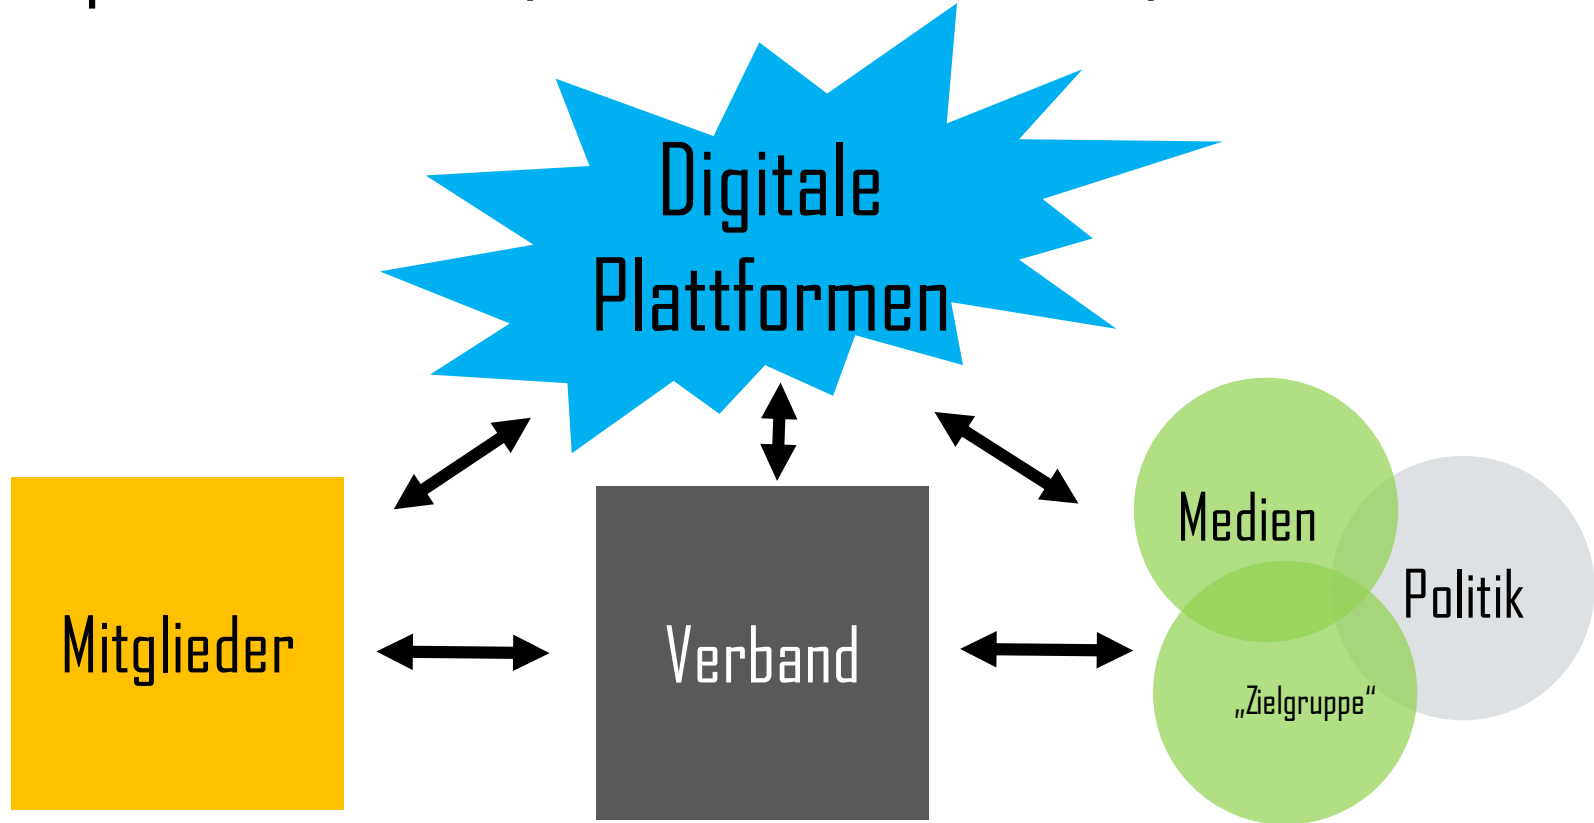 Digitale
Plattformen
Medien
Politik
Mitglieder
Verband
„Zielgruppe“